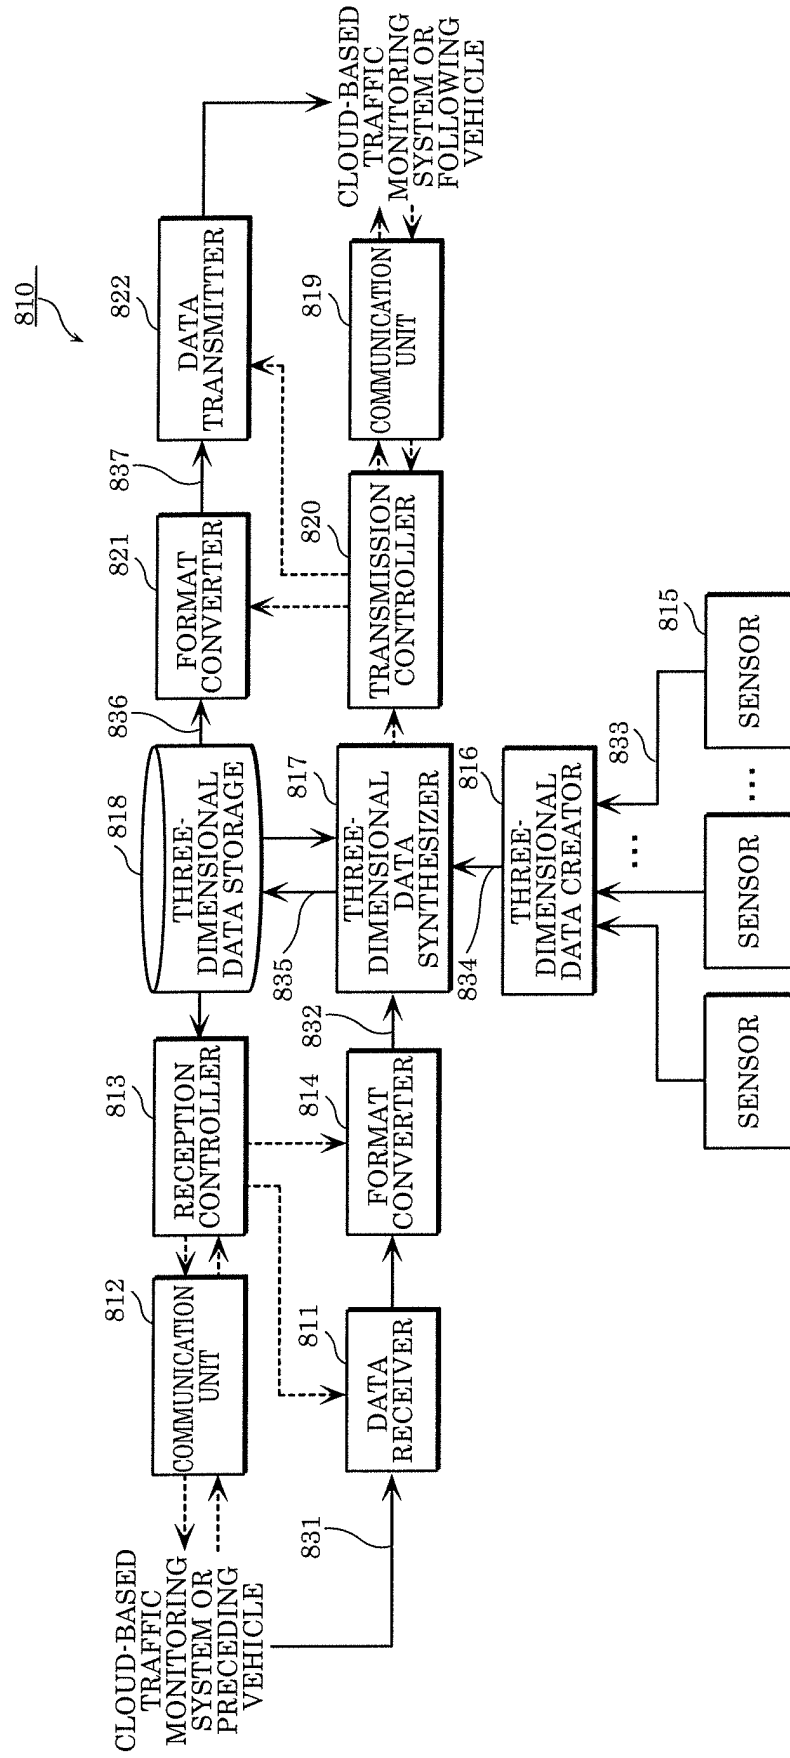 810
CLOUD-BASED
TRAFFIC
MONITORING
SYSTEM OR
PRECEDING
VEHICLE
812
COMMUNICATION
UNIT
813
RECEPTION
CONTROLLER
818
THREE-
DIMENSIONAL
DATA STORAGE
836
821
FORMAT
CONVERTER
837
822
DATA
TRANSMITTER
831
811
DATA
RECEIVER
814
FORMAT
CONVERTER
832
835
817
THREE-
DIMENSIONAL
DATA
SYNTHESIZER
820
TRANSMISSION
CONTROLLER
819
COMMUNICATION
UNIT
CLOUD-BASED
TRAFFIC
MONITORING
SYSTEM OR
FOLLOWING
VEHICLE
834
816
THREE-
DIMENSIONAL
DATA CREATOR
...
833
815
SENSOR
SENSOR
...
SENSOR